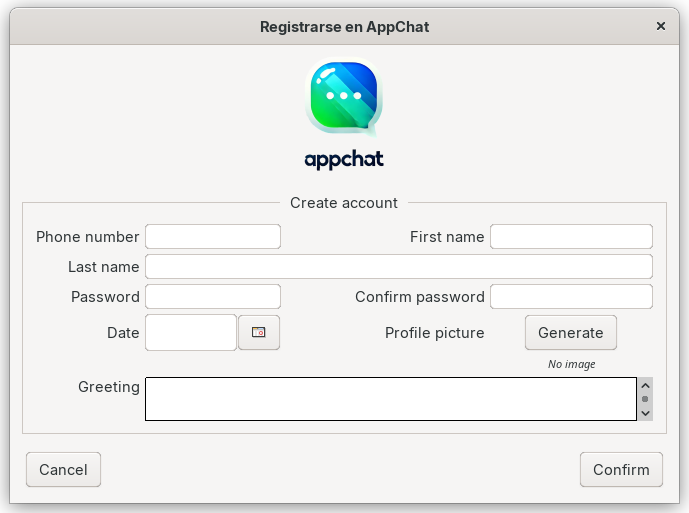 Registrarse en AppChat
appchat
Create account
Phone number First name
Last name
Password Confirm password
Date Profile picture Generate
No image
Greeting
Cancel Confirm